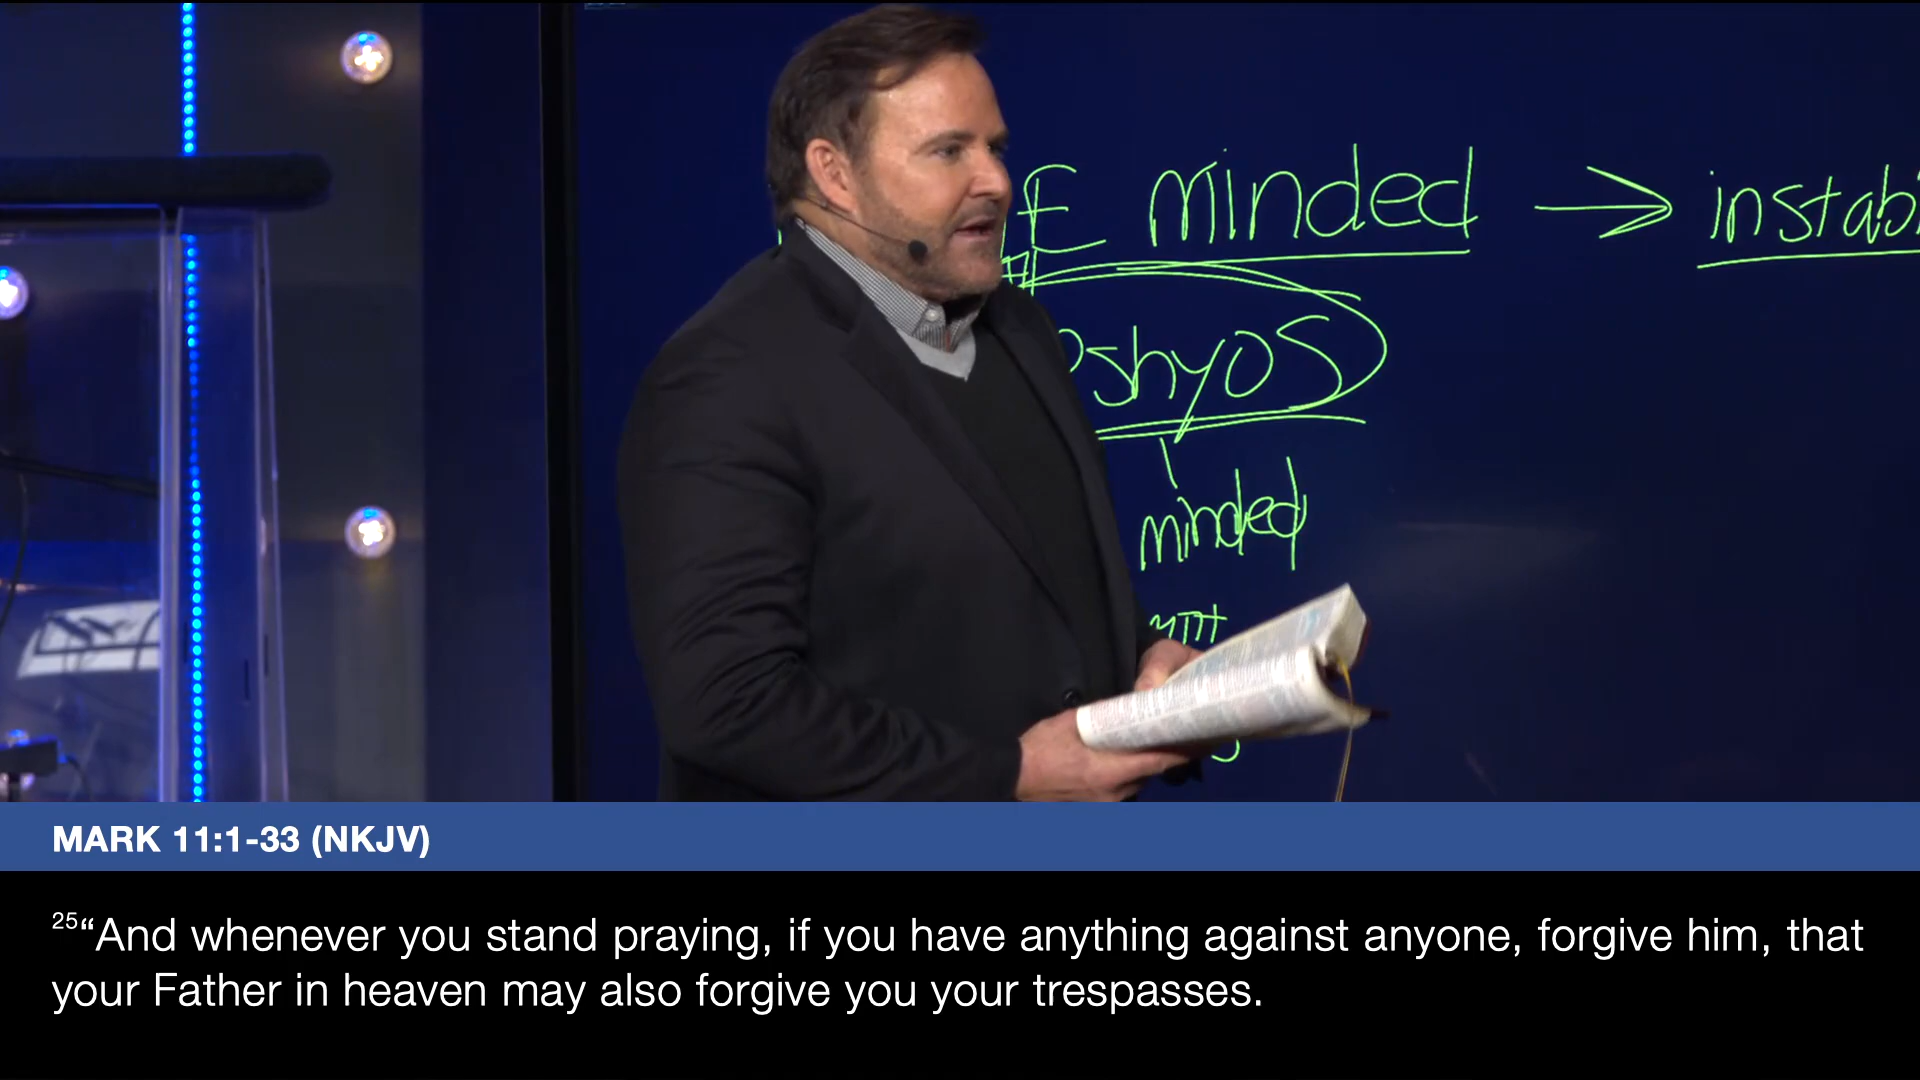 E minded → instab
shyos
minded
MARK 11:1-33 (NKJV)
25“And whenever you stand praying, if you have anything against anyone, forgive him, that
your Father in heaven may also forgive you your trespasses.